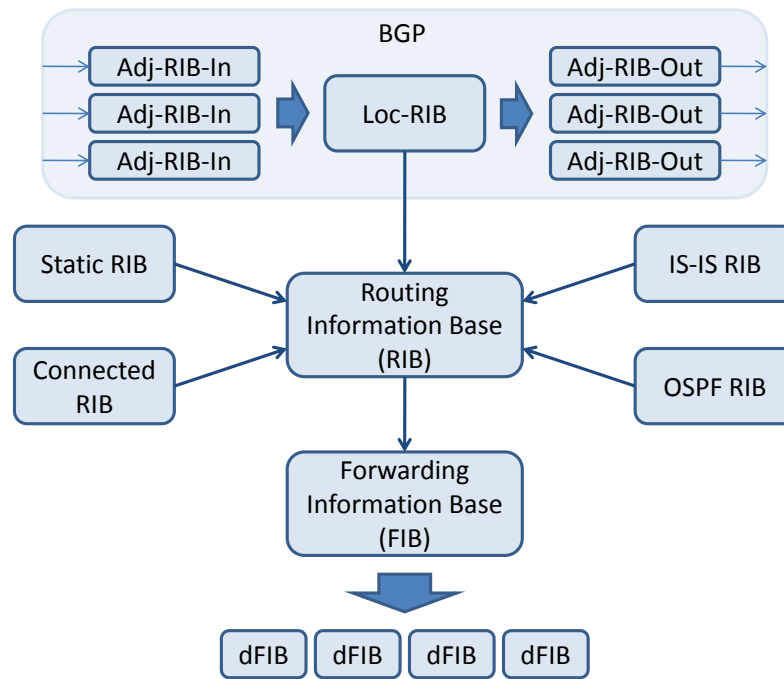 BGP
Adj-RIB-In
Adj-RIB-In
Adj-RIB-In
Loc-RIB
Adj-RIB-Out
Adj-RIB-Out
Adj-RIB-Out
Static RIB
Connected
RIB
Routing
Information Base
(RIB)
IS-IS RIB
OSPF RIB
Forwarding
Information Base
(FIB)
dFIB
dFIB
dFIB
dFIB